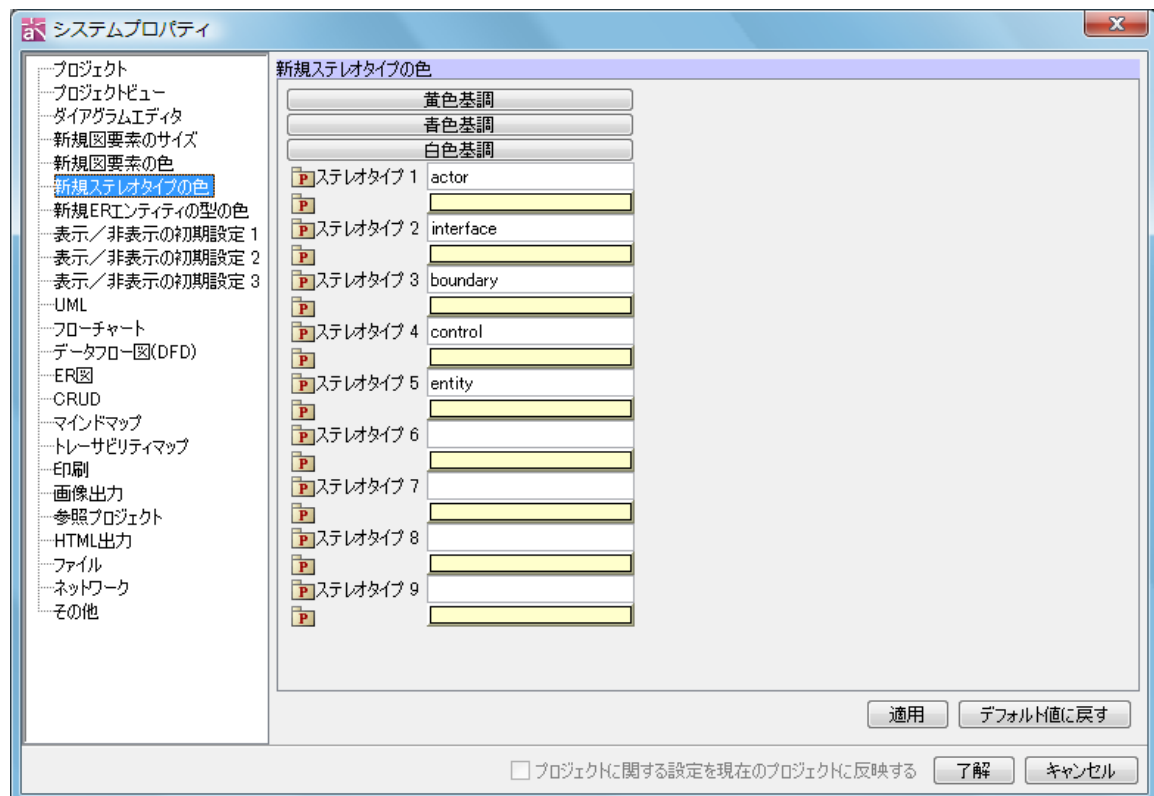 システムプロパティ
プロジェクト
プロジェクトビュー
ダイアグラムエディタ
新規図要素のサイズ
新規図要素の色
新規ステレオタイプの色
新規ERエンティティの型の色
表示／非表示の初期設定 1
表示／非表示の初期設定 2
表示／非表示の初期設定 3
UML
フローチャート
データフロー図(DFD)
ER図
CRUD
マインドマップ
トレーサビリティマップ
印刷
画像出力
参照プロジェクト
HTML出力
ファイル
ネットワーク
その他
新規ステレオタイプの色
黄色基調
青色基調
白色基調
P ステレオタイプ 1 actor
P
P ステレオタイプ 2 interface
P
P ステレオタイプ 3 boundary
P
P ステレオタイプ 4 control
P
P ステレオタイプ 5 entity
P
P ステレオタイプ 6
P
P ステレオタイプ 7
P
P ステレオタイプ 8
P
P ステレオタイプ 9
P
適用 デフォルト値に戻す
プロジェクトに関する設定を現在のプロジェクトに反映する 了解 キャンセル